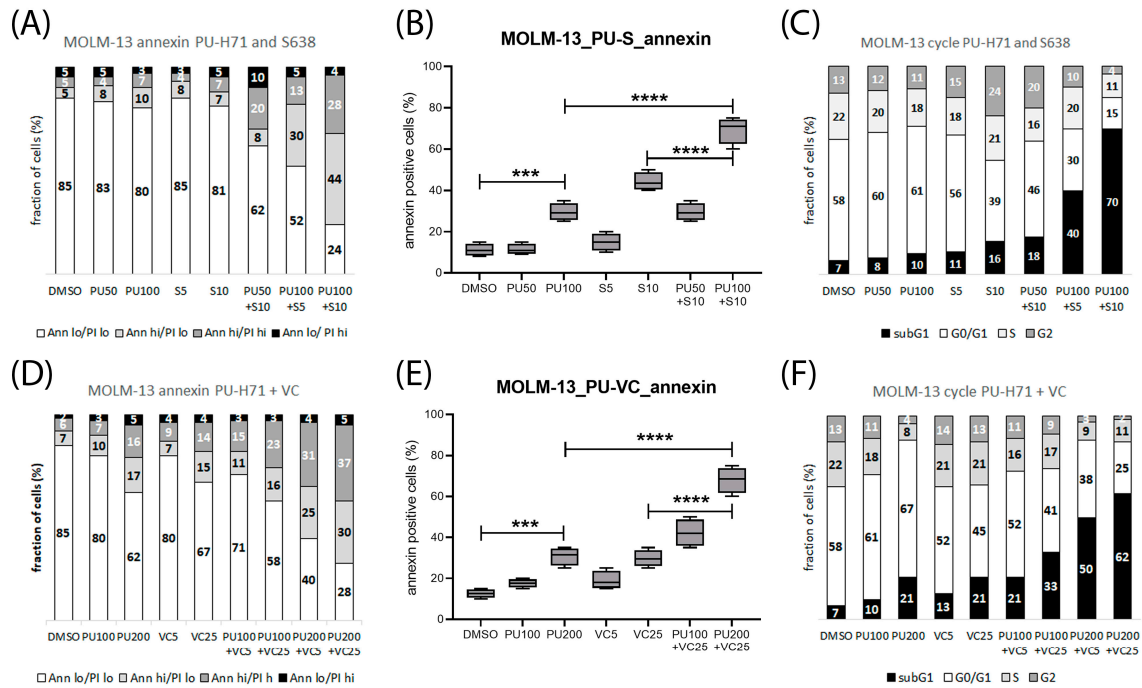 (A)
MOLM-13 annexin PU-H71 and S638
fraction of cells (%)
5 5 3 3 5 10 5 4
5 4 7 4 7 20 13 28
5 8 10 8 7 8 30 44
85 83 80 85 81 62 52 24
DMSO PU50 PU100 S5 S10 PU50 PU100 PU100
+S10 +S5 +S10
Ann lo/PI lo Ann hi/PI lo Ann hi/PI hi Ann lo/ PI hi
(B)
MOLM-13_PU-S_annexin
annexin positive cells (%)
100
80
60
40
20
0
****
****
***
DMSO PU50 PU100 S5 S10 PU50 PU100
+S10 +S10
(C)
MOLM-13 cycle PU-H71 and S638
fraction of cells (%)
13 12 11 15 24 20 10 4
22 20 18 18 21 16 20 11
58 60 61 56 39 46 30 15
7 8 10 11 16 18 40 70
DMSO PU50 PU100 S5 S10 PU50 PU100 PU100
+S10 +S5 +S10
subG1 G0/G1 S G2
(D)
MOLM-13 annexin PU-H71 + VC
fraction of cells (%)
2 3 5 4 4 3 3 4 5
6 7 16 9 14 15 23 31 37
7 10 17 7 15 11 16 25 30
85 80 62 80 67 71 58 40 28
DMSO PU100 PU200 VC5 VC25 PU100 PU100 PU200 PU200
+VC5 +VC25 +VC5 +VC25
Ann lo/PI lo Ann hi/PI lo Ann hi/PI h Ann lo/PI hi
(E)
MOLM-13_PU-VC_annexin
annexin positive cells (%)
100
80
60
40
20
0
****
****
***
DMSO PU100 PU200 VC5 VC25 PU100 PU200
+VC25 +VC25
(F)
MOLM-13 cycle PU-H71 + VC
fraction of cells (%)
13 11 4 14 13 11 9 3 2
22 18 8 21 21 16 17 9 11
58 61 67 52 45 52 41 38 25
7 10 21 13 21 21 33 50 62
DMSO PU100 PU200 VC5 VC25 PU100 PU100 PU200 PU200
+VC5 +VC25 +VC5 +VC25
subG1 G0/G1 S G2